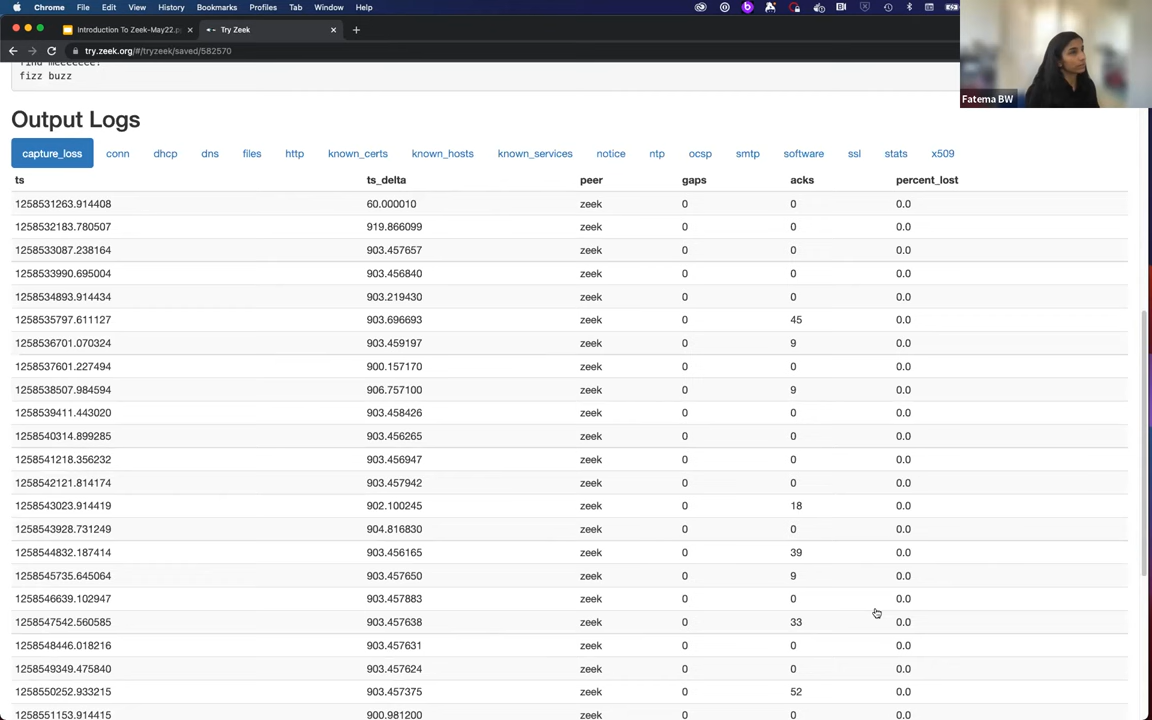 Chrome File Edit View History Bookmarks Profiles Tab Window Help
Introduction To Zeek-May22.p Try Zeek
try.zeek.org/#/tryzeek/saved/582570
find meeeeeee!
fizz buzz
Fatema BW
Output Logs
capture_loss conn dhcp dns files http known_certs known_hosts known_services notice ntp ocsp smtp software ssl stats x509
ts ts_delta peer gaps acks percent_lost
1258531263.914408 60.000010 zeek 0 0 0.0
1258532183.780507 919.866099 zeek 0 0 0.0
1258533087.238164 903.457657 zeek 0 0 0.0
1258533990.695004 903.456840 zeek 0 0 0.0
1258534893.914434 903.219430 zeek 0 0 0.0
1258535797.611127 903.696693 zeek 0 45 0.0
1258536701.070324 903.459197 zeek 0 9 0.0
1258537601.227494 900.157170 zeek 0 0 0.0
1258538507.984594 906.757100 zeek 0 9 0.0
1258539411.443020 903.458426 zeek 0 0 0.0
1258540314.899285 903.456265 zeek 0 0 0.0
1258541218.356232 903.456947 zeek 0 0 0.0
1258542121.814174 903.457942 zeek 0 0 0.0
1258543023.914419 902.100245 zeek 0 18 0.0
1258543928.731249 904.816830 zeek 0 0 0.0
1258544832.187414 903.456165 zeek 0 39 0.0
1258545735.645064 903.457650 zeek 0 9 0.0
1258546639.102947 903.457883 zeek 0 0 0.0
1258547542.560585 903.457638 zeek 0 33 0.0
1258548446.018216 903.457631 zeek 0 0 0.0
1258549349.475840 903.457624 zeek 0 0 0.0
1258550252.933215 903.457375 zeek 0 52 0.0
1258551153.914415 900.981200 zeek 0 0 0.0